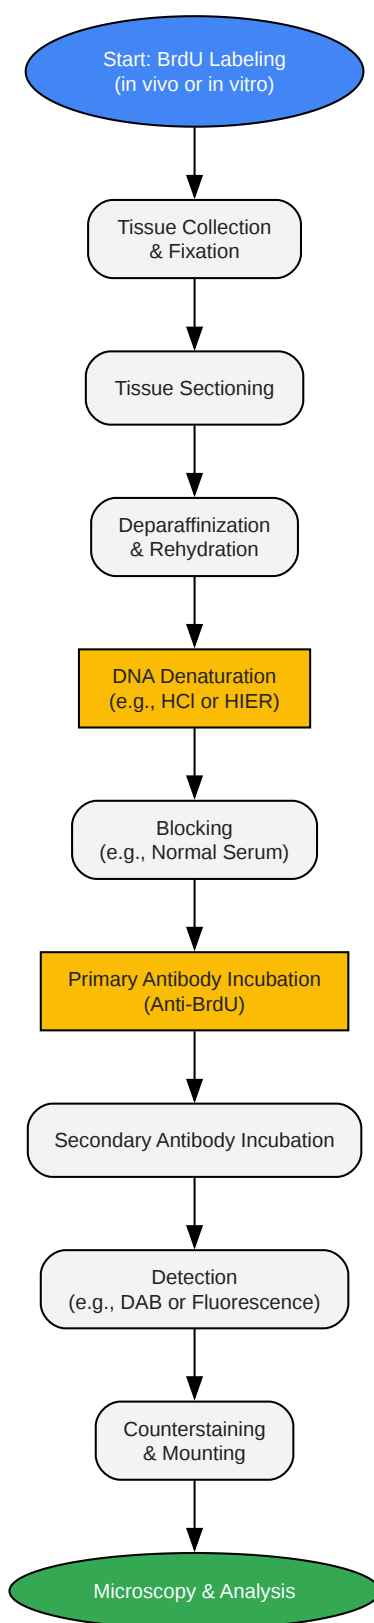 Start: BrdU Labeling
(in vivo or in vitro)
Tissue Collection
& Fixation
Tissue Sectioning
Deparaffinization
& Rehydration
DNA Denaturation
(e.g., HCl or HIER)
Blocking
(e.g., Normal Serum)
Primary Antibody Incubation
(Anti-BrdU)
Secondary Antibody Incubation
Detection
(e.g., DAB or Fluorescence)
Counterstaining
& Mounting
Microscopy & Analysis